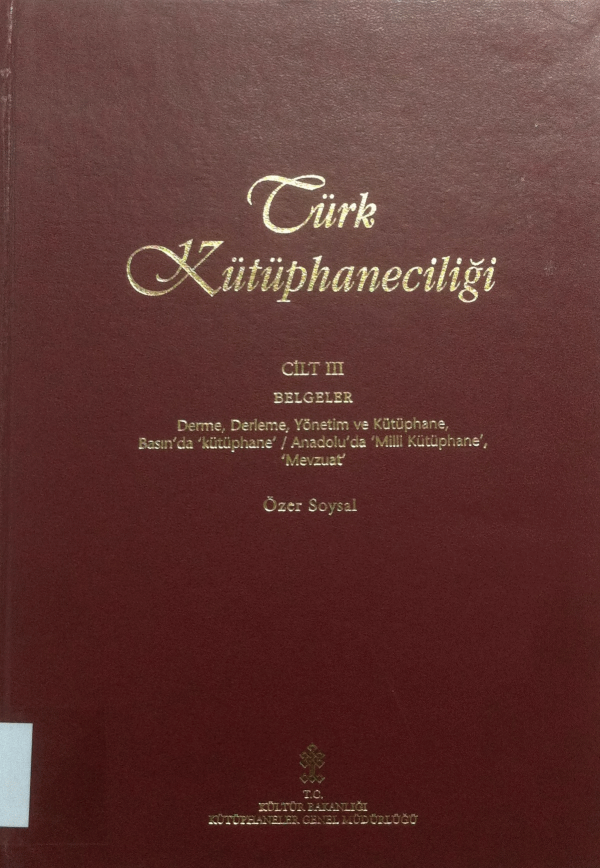 Türk
Kütüphaneciliği
CİLT III
BELGELER
Derme, Derleme, Yönetim ve Kütüphane,
Basın'da 'kütüphane' / Anadolu'da 'Milli Kütüphane',
'Mevzuat'
Özer Soysal
T.C.
KÜLTÜR BAKANLIĞI
KÜTÜPHANELER GENEL MÜDÜRLÜĞÜ